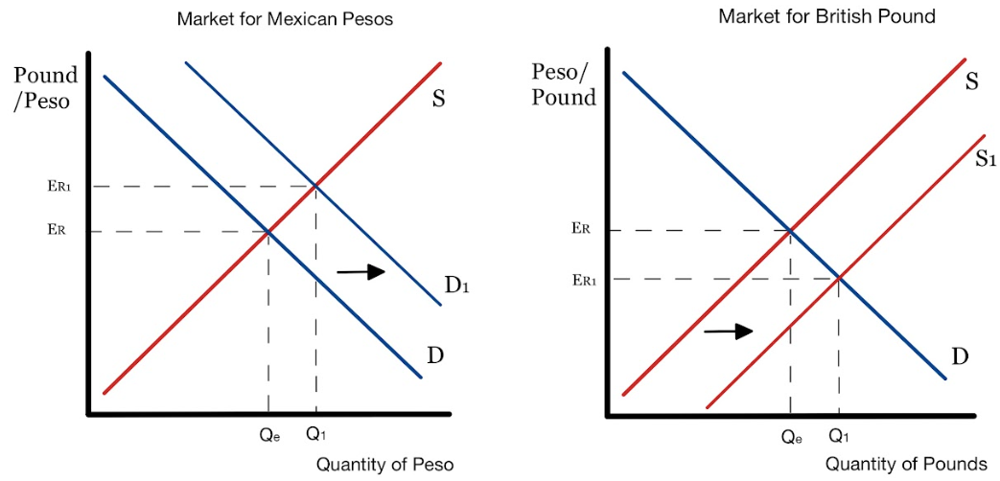 Market for Mexican Pesos
Pound
/Peso
S
ER1
ER
D1
D
Qe
Q1
Quantity of Peso
Market for British Pound
Peso/
Pound
S
S1
ER
ER1
D
Qe
Q1
Quantity of Pounds